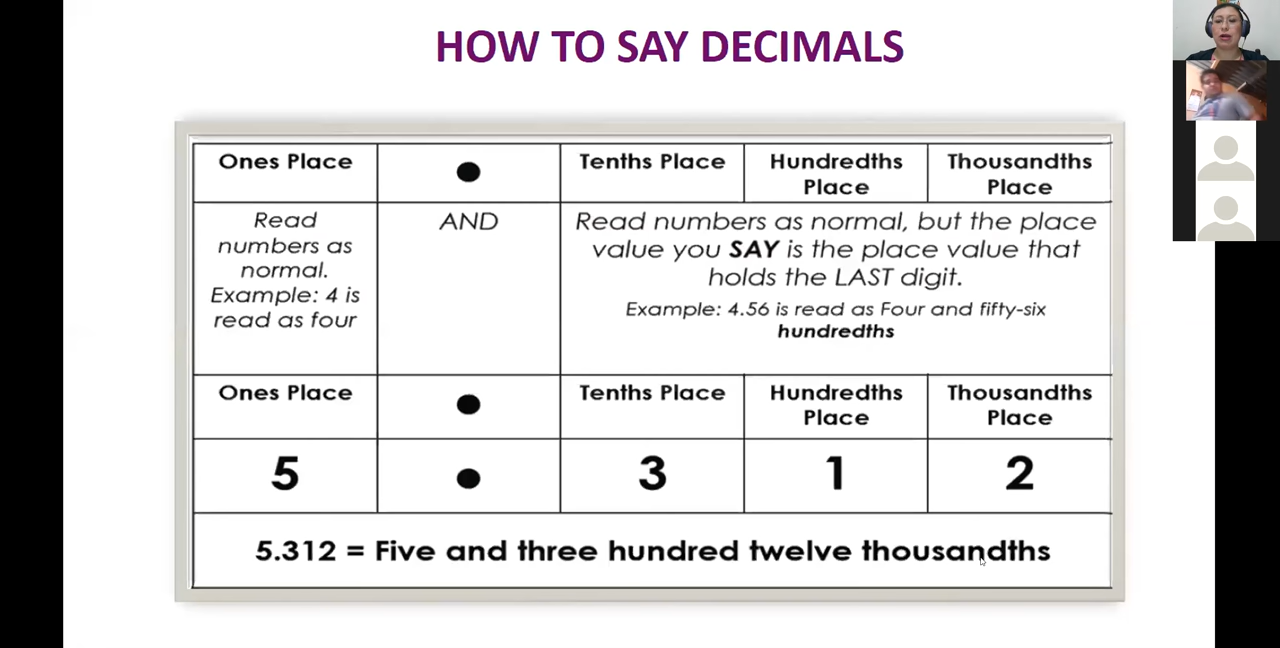 HOW TO SAY DECIMALS
Ones Place
Tenths Place
Hundredths
Place
Thousandths
Place
Read
numbers as
normal.
Example: 4 is
read as four
AND
Read numbers as normal, but the place
value you SAY is the place value that
holds the LAST digit.
Example: 4.56 is read as Four and fifty-six
hundredths
Ones Place
Tenths Place
Hundredths
Place
Thousandths
Place
5
3
1
2
5.312 = Five and three hundred twelve thousandths